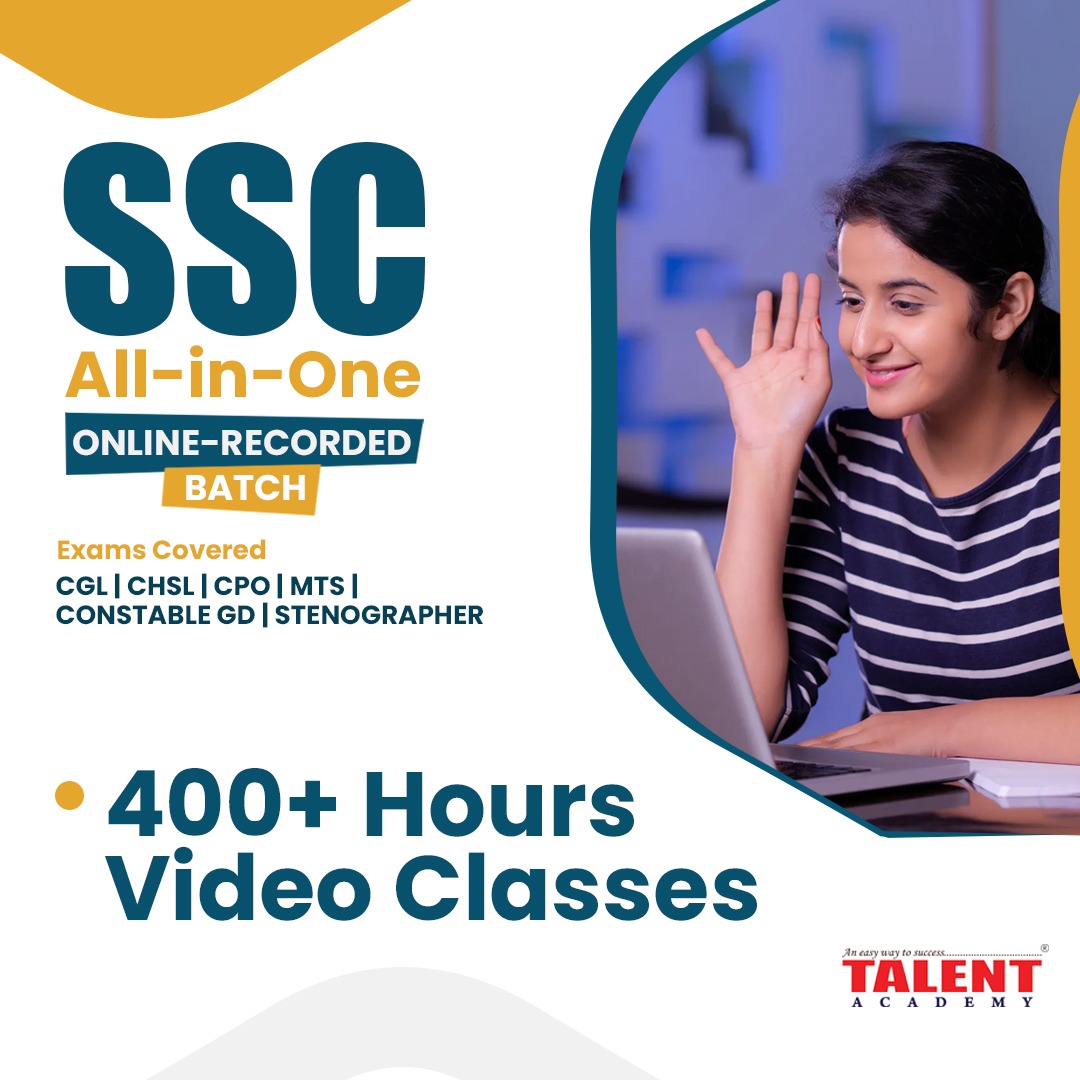 SSC
All-in-One
ONLINE-RECORDED
BATCH
Exams Covered
CGL | CHSL | CPO | MTS |
CONSTABLE GD | STENOGRAPHER
• 400+ Hours
Video Classes
An easy way to success.......................................®
TALENT
ACADEMY